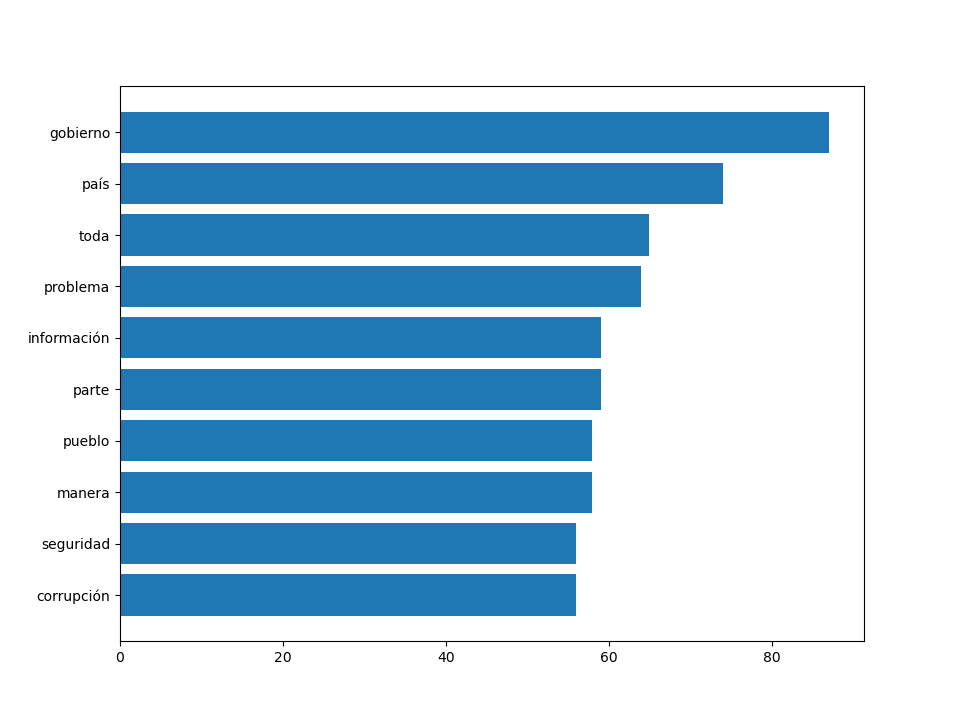 gobierno
país
toda
problema
información
parte
pueblo
manera
seguridad
corrupción
0 20 40 60 80